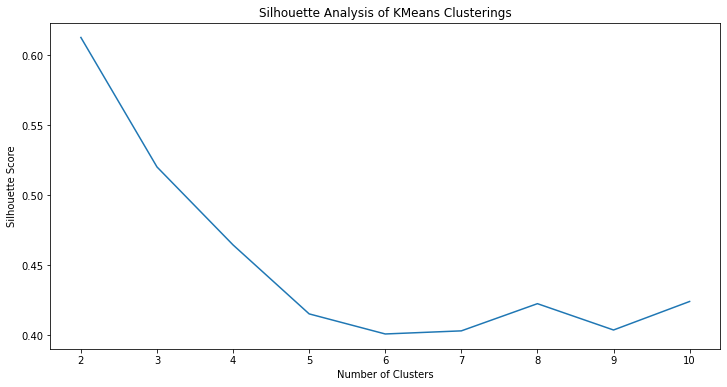 Silhouette Analysis of KMeans Clusterings
0.60
0.55
0.50
0.45
0.40
Silhouette Score
2 3 4 5 6 7 8 9 10
Number of Clusters